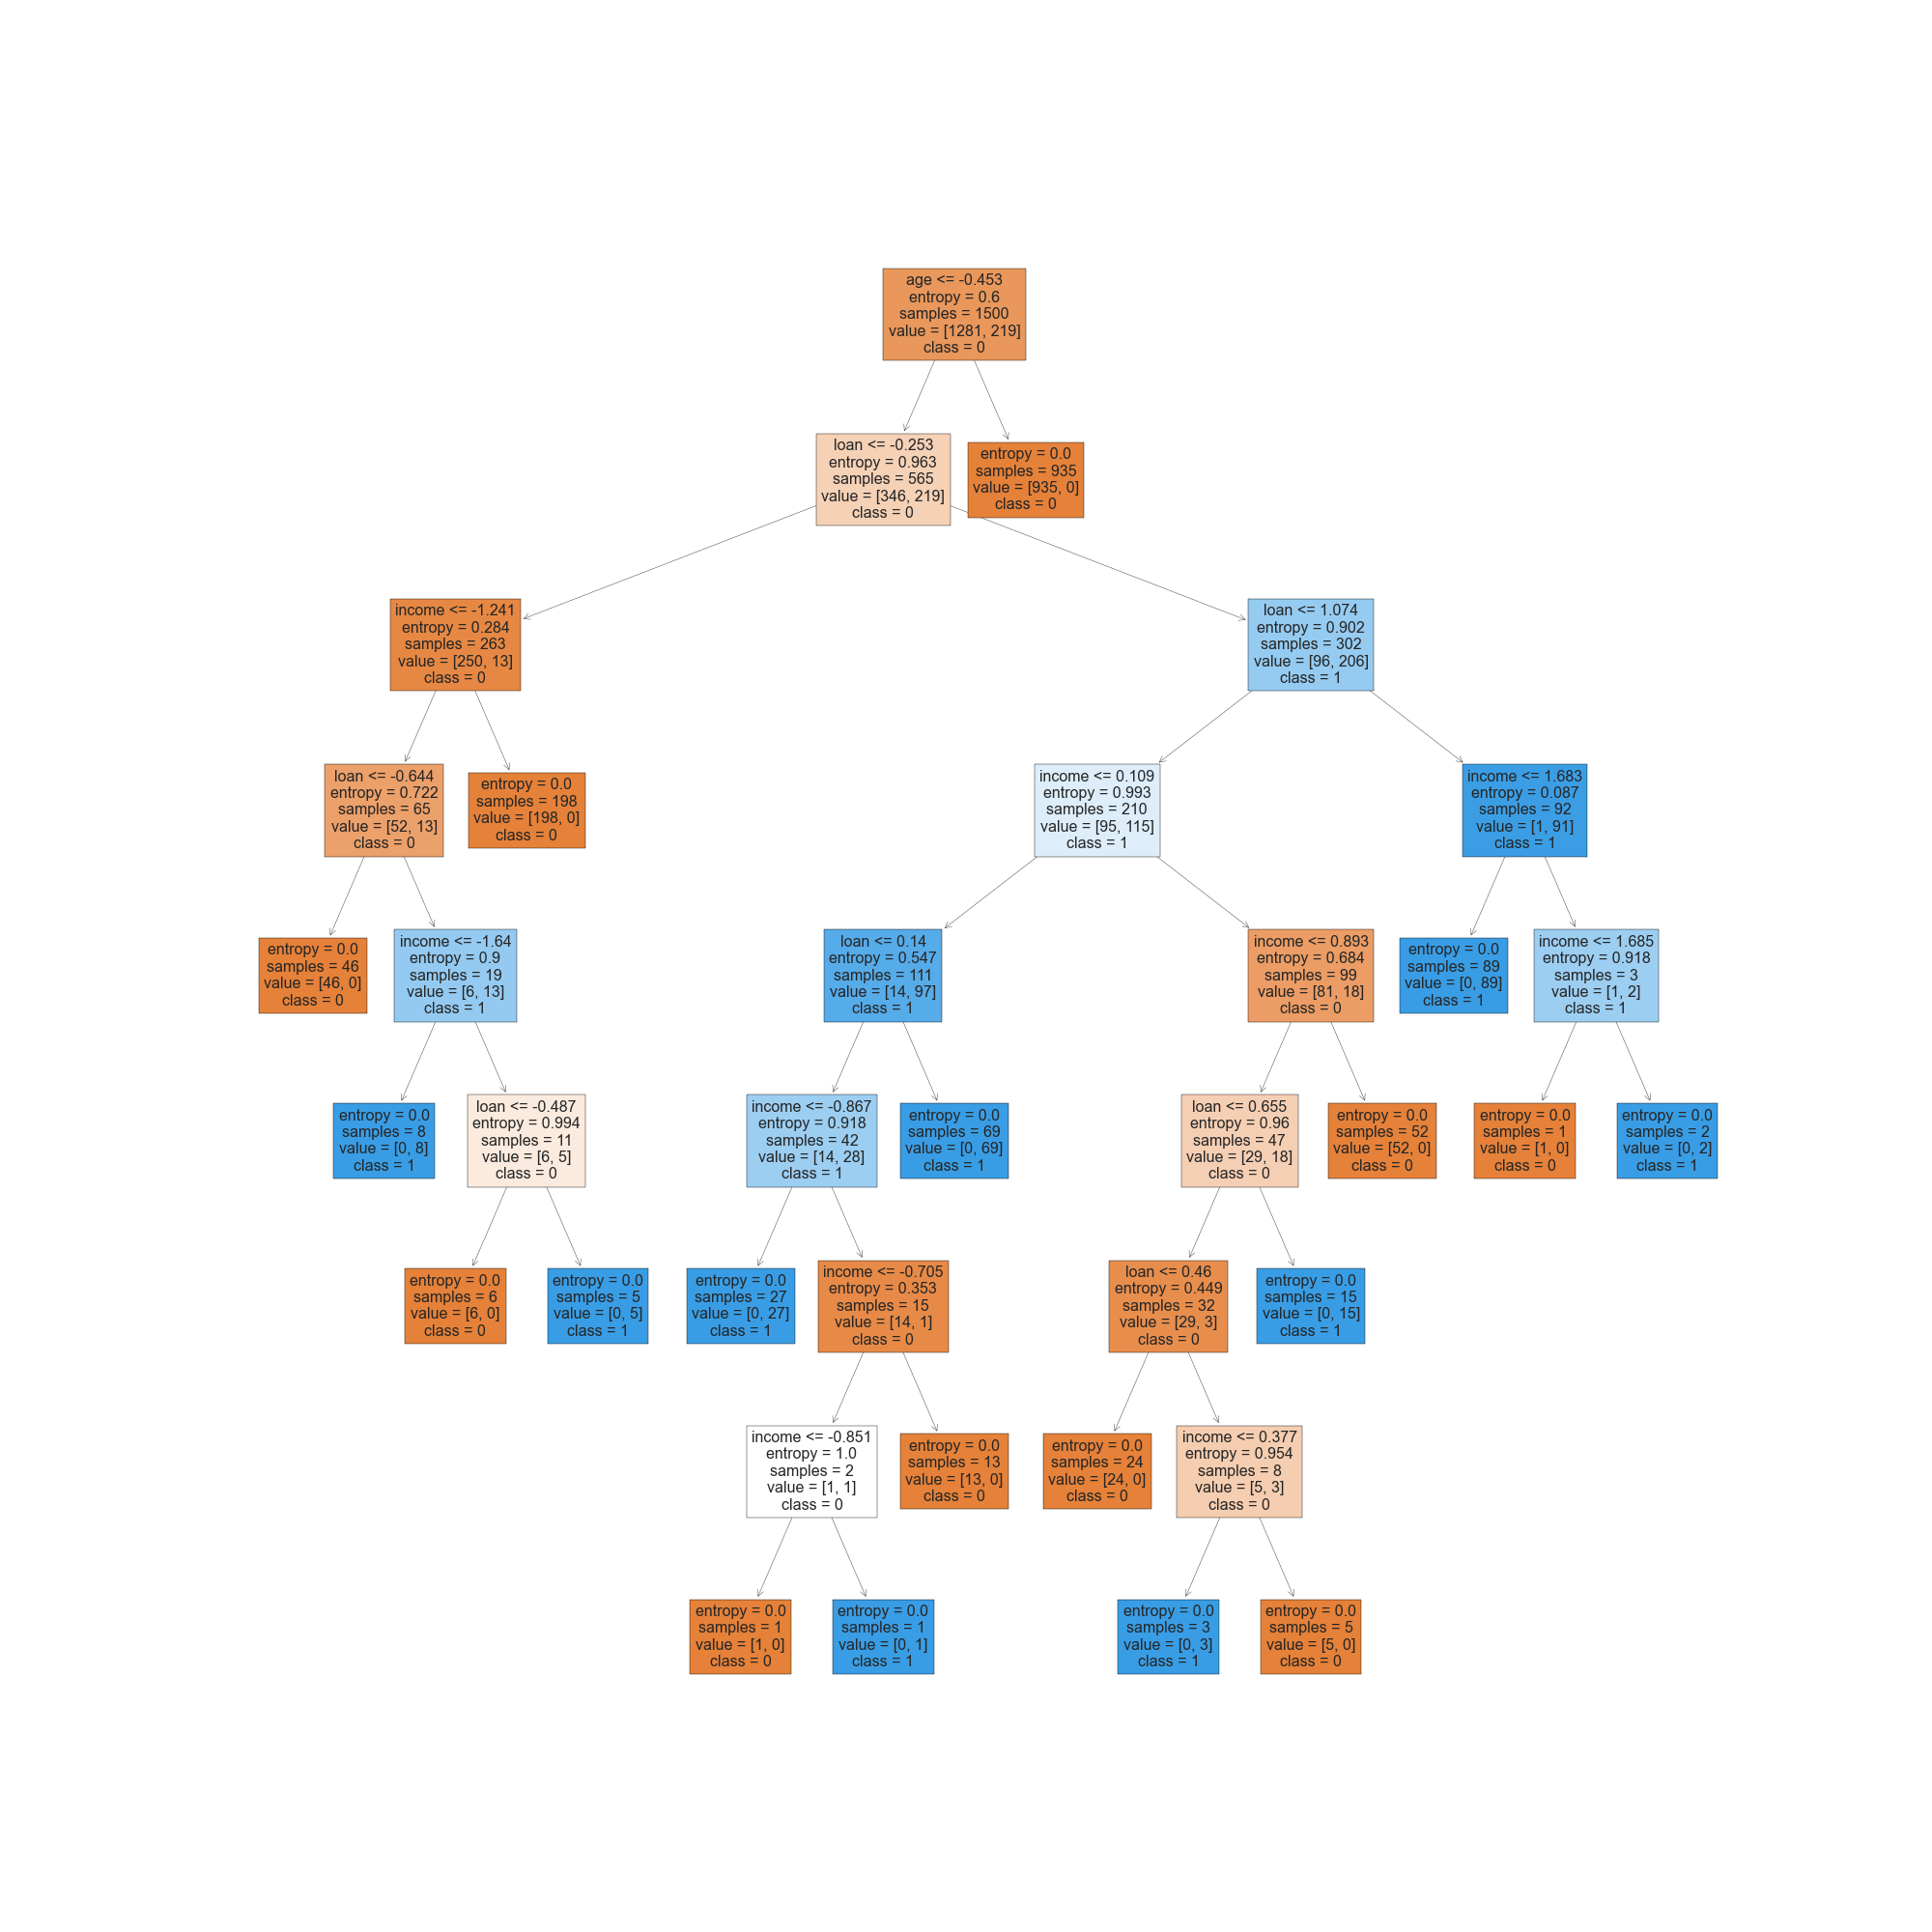 age <= -0.453
entropy = 0.6
samples = 1500
value = [1281, 219]
class = 0
loan <= -0.253
entropy = 0.963
samples = 565
value = [346, 219]
class = 0
entropy = 0.0
samples = 935
value = [935, 0]
class = 0
income <= -1.241
entropy = 0.284
samples = 263
value = [250, 13]
class = 0
loan <= 1.074
entropy = 0.902
samples = 302
value = [96, 206]
class = 1
loan <= -0.644
entropy = 0.722
samples = 65
value = [52, 13]
class = 0
entropy = 0.0
samples = 198
value = [198, 0]
class = 0
income <= 0.109
entropy = 0.993
samples = 210
value = [95, 115]
class = 1
income <= 1.683
entropy = 0.087
samples = 92
value = [1, 91]
class = 1
entropy = 0.0
samples = 46
value = [46, 0]
class = 0
income <= -1.64
entropy = 0.9
samples = 19
value = [6, 13]
class = 1
loan <= 0.14
entropy = 0.547
samples = 111
value = [14, 97]
class = 1
income <= 0.893
entropy = 0.684
samples = 99
value = [81, 18]
class = 0
entropy = 0.0
samples = 89
value = [0, 89]
class = 1
income <= 1.685
entropy = 0.918
samples = 3
value = [1, 2]
class = 1
entropy = 0.0
samples = 8
value = [0, 8]
class = 1
loan <= -0.487
entropy = 0.994
samples = 11
value = [6, 5]
class = 0
income <= -0.867
entropy = 0.918
samples = 42
value = [14, 28]
class = 1
entropy = 0.0
samples = 69
value = [0, 69]
class = 1
loan <= 0.655
entropy = 0.96
samples = 47
value = [29, 18]
class = 0
entropy = 0.0
samples = 52
value = [52, 0]
class = 0
entropy = 0.0
samples = 1
value = [1, 0]
class = 0
entropy = 0.0
samples = 2
value = [0, 2]
class = 1
entropy = 0.0
samples = 6
value = [6, 0]
class = 0
entropy = 0.0
samples = 5
value = [0, 5]
class = 1
entropy = 0.0
samples = 27
value = [0, 27]
class = 1
income <= -0.705
entropy = 0.353
samples = 15
value = [14, 1]
class = 0
loan <= 0.46
entropy = 0.449
samples = 32
value = [29, 3]
class = 0
entropy = 0.0
samples = 15
value = [0, 15]
class = 1
income <= -0.851
entropy = 1.0
samples = 2
value = [1, 1]
class = 0
entropy = 0.0
samples = 13
value = [13, 0]
class = 0
entropy = 0.0
samples = 24
value = [24, 0]
class = 0
income <= 0.377
entropy = 0.954
samples = 8
value = [5, 3]
class = 0
entropy = 0.0
samples = 1
value = [1, 0]
class = 0
entropy = 0.0
samples = 1
value = [0, 1]
class = 1
entropy = 0.0
samples = 3
value = [0, 3]
class = 1
entropy = 0.0
samples = 5
value = [5, 0]
class = 0